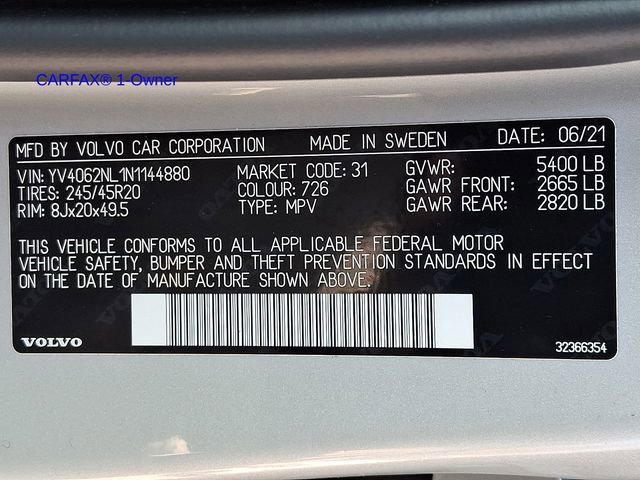 CARFAX® 1-Owner
MFD BY VOLVO CAR CORPORATION MADE IN SWEDEN DATE: 06/21
VIN: YV4062NL1N1144880 MARKET CODE: 31 GVWR: 5400 LB
TIRES: 245/45R20 COLOUR: 726 GAWR FRONT: 2665 LB
RIM: 8Jx20x49.5 TYPE: MPV GAWR REAR: 2820 LB
THIS VEHICLE CONFORMS TO ALL APPLICABLE FEDERAL MOTOR
VEHICLE SAFETY, BUMPER AND THEFT PREVENTION STANDARDS IN EFFECT
ON THE DATE OF MANUFACTURE SHOWN ABOVE.
VOLVO 32366354